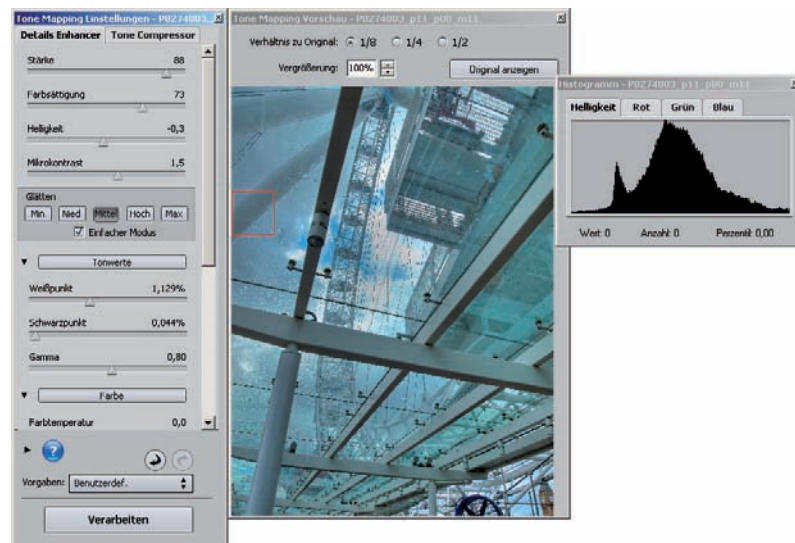 Tone Mapping Einstellungen - P0274003...
Details Enhancer Tone Compressor
Stärke 88
Farbsättigung 73
Helligkeit -0,3
Mikrokontrast 1,5
Glätten
Min. Nied Mittel Hoch Max
Einfacher Modus
Tonwerte
Weißpunkt 1,129%
Schwarzpunkt 0,044%
Gamma 0,80
Farbe
Farbtemperatur 0,0
?
Vorgaben: Benutzerdef.
Verarbeiten
Tone Mapping Vorschau - P0274003_p11_p00_m11
Verhältnis zu Original: 1/8 1/4 1/2
Vergrößerung: 100% Original anzeigen
Histogramm - P0274003_p11_p00_m11
Helligkeit Rot Grün Blau
Wert: 0 Anzahl: 0 Perzentil: 0,00